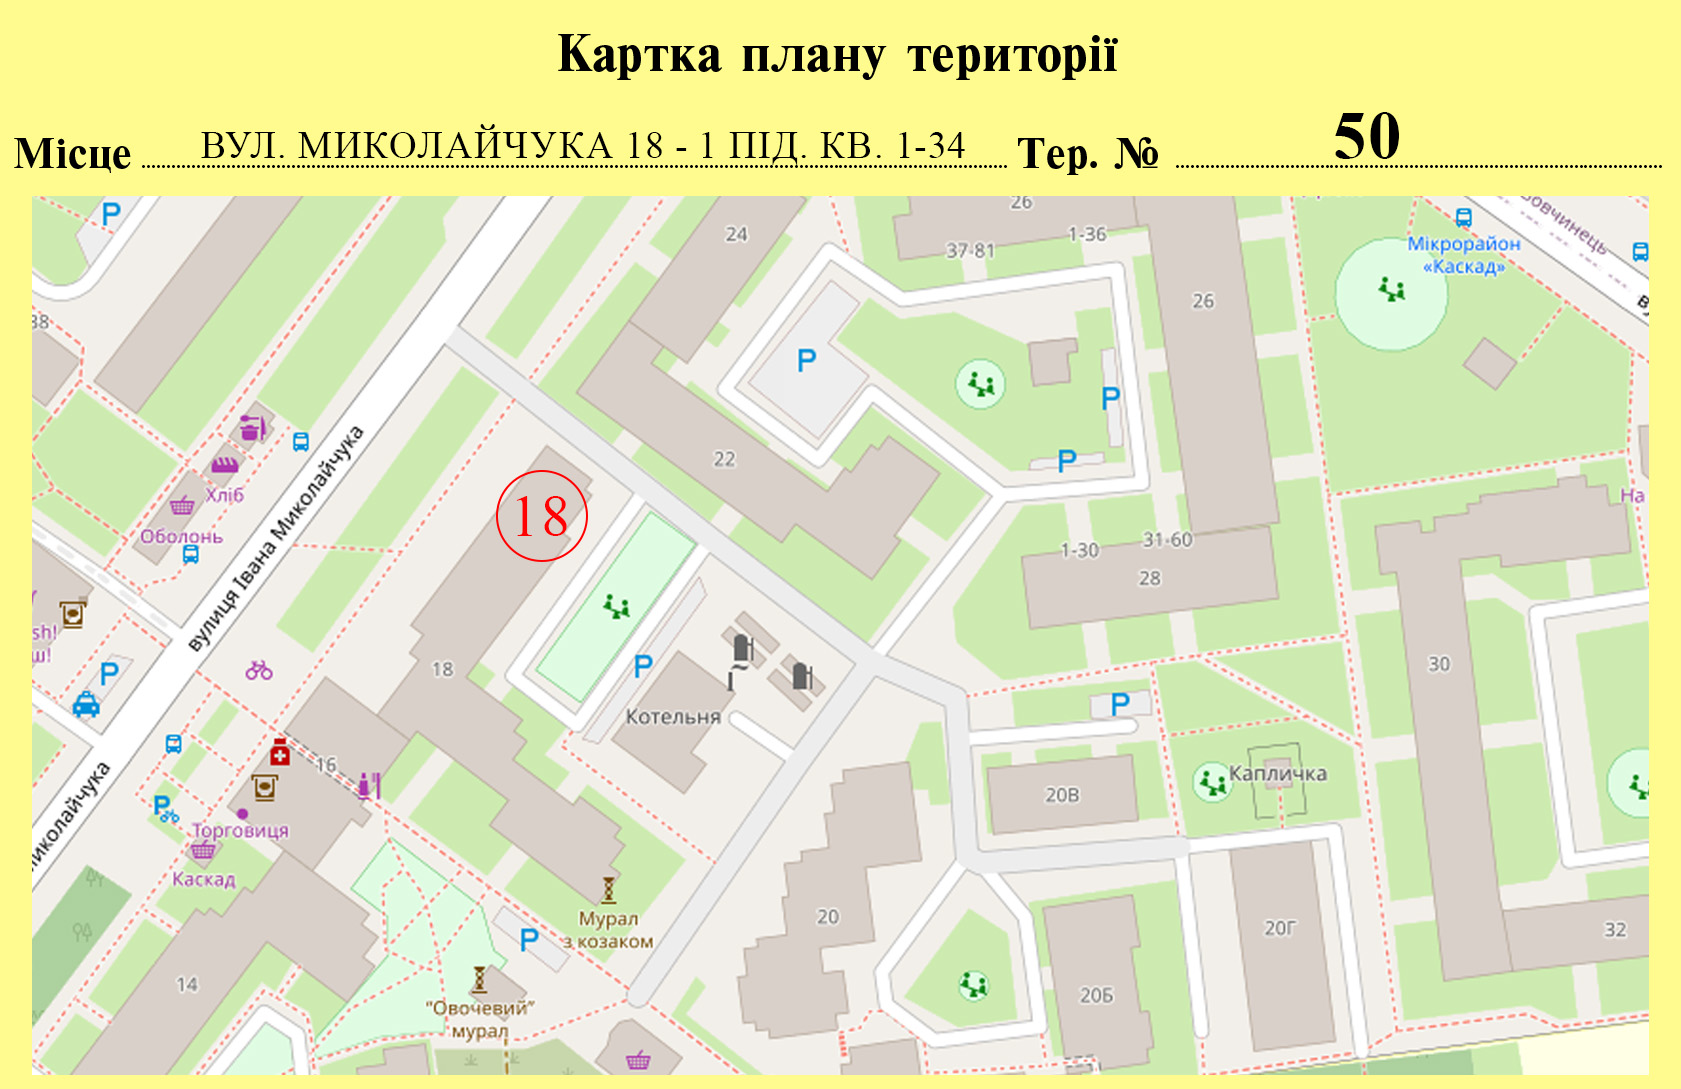 Картка плану території
Місце ВУЛ. МИКОЛАЙЧУКА 18 - 1 ПІД. КВ. 1-34 Тер. № 50
P
24
26
37-81
1-36
26
Мікрорайон
«Каскад»
Вовчинець
38
P
P
P
22
Хліб
Оболонь
вулиця Івана Миколайчука
18
1-30
31-60
28
На
sh!
ш!
P
18
P
Котельня
30
P
16
20В
Капличка
P
Торговиця
Каскад
Миколайчука
Мурал
з козаком
P
20
20Г
32
14
"Овочевий"
мурал
20Б